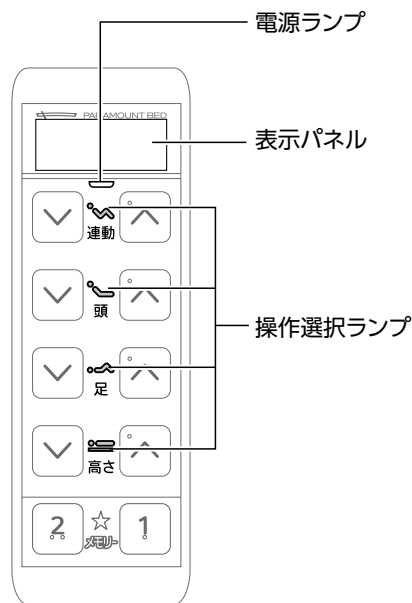 電源ランプ
PARAMOUNT BED
表示パネル
連動
頭
操作選択ランプ
足
高さ
2 メモリー 1